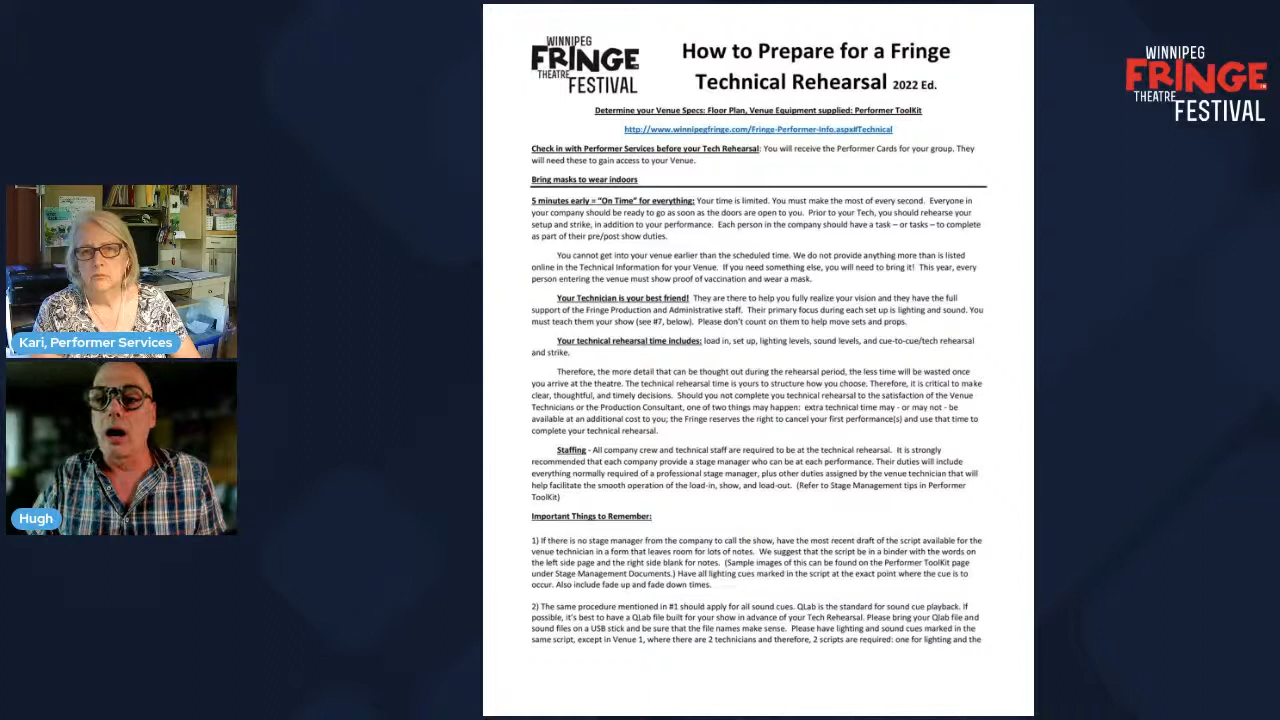 WINNIPEG
FRINGE
THEATRE
FESTIVAL
How to Prepare for a Fringe
Technical Rehearsal 2022 Ed.
Determine your Venue Specs: Floor Plan, Venue Equipment supplied: Performer ToolKit
http://www.winnipegfringe.com/Fringe-Performer-Info.aspx#Technical
Check in with Performer Services before your Tech Rehearsal: You will receive the Performer Cards for your group. They
will need these to gain access to your Venue.
Bring masks to wear indoors
5 minutes early = "On Time" for everything: Your time is limited. You must make the most of every second. Everyone in
your company should be ready to go as soon as the doors are open to you. Prior to your Tech, you should rehearse your
setup and strike, in addition to your performance. Each person in the company should have a task – or tasks – to complete
as part of their pre/post show duties.
You cannot get into your venue earlier than the scheduled time. We do not provide anything more than is listed
online in the Technical Information for your Venue. If you need something else, you will need to bring it! This year, every
person entering the venue must show proof of vaccination and wear a mask.
Your Technician is your best friend! They are there to help you fully realize your vision and they have the full
support of the Fringe Production and Administrative staff. Their primary focus during each set up is lighting and sound. You
must teach them your show (see #7, below). Please don't count on them to help move sets and props.
Your technical rehearsal time includes: load in, set up, lighting levels, sound levels, and cue-to-cue/tech rehearsal
and strike.
Therefore, the more detail that can be thought out during the rehearsal period, the less time will be wasted once
you arrive at the theatre. The technical rehearsal time is yours to structure how you choose. Therefore, it is critical to make
clear, thoughtful, and timely decisions. Should you not complete you technical rehearsal to the satisfaction of the Venue
Technicians or the Production Consultant, one of two things may happen: extra technical time may - or may not - be
available at an additional cost to you; the Fringe reserves the right to cancel your first performance(s) and use that time to
complete your technical rehearsal.
Staffing - All company crew and technical staff are required to be at the technical rehearsal. It is strongly
recommended that each company provide a stage manager who can be at each performance. Their duties will include
everything normally required of a professional stage manager, plus other duties assigned by the venue technician that will
help facilitate the smooth operation of the load-in, show, and load-out. (Refer to Stage Management tips in Performer
ToolKit)
Important Things to Remember:
1) If there is no stage manager from the company to call the show, have the most recent draft of the script available for the
venue technician in a form that leaves room for lots of notes. We suggest that the script be in a binder with the words on
the left side page and the right side blank for notes. (Sample images of this can be found on the Performer ToolKit page
under Stage Management Documents.) Have all lighting cues marked in the script at the exact point where the cue is to
occur. Also include fade up and fade down times.
2) The same procedure mentioned in #1 should apply for all sound cues. QLab is the standard for sound cue playback. If
possible, it's best to have a QLab file built for your show in advance of your Tech Rehearsal. Please bring your Qlab file and
sound files on a USB stick and be sure that the file names make sense. Please have lighting and sound cues marked in the
same script, except in Venue 1, where there are 2 technicians and therefore, 2 scripts are required: one for lighting and the
WINNIPEG
FRINGE
THEATRE
FESTIVAL
Kari, Performer Services
Hugh